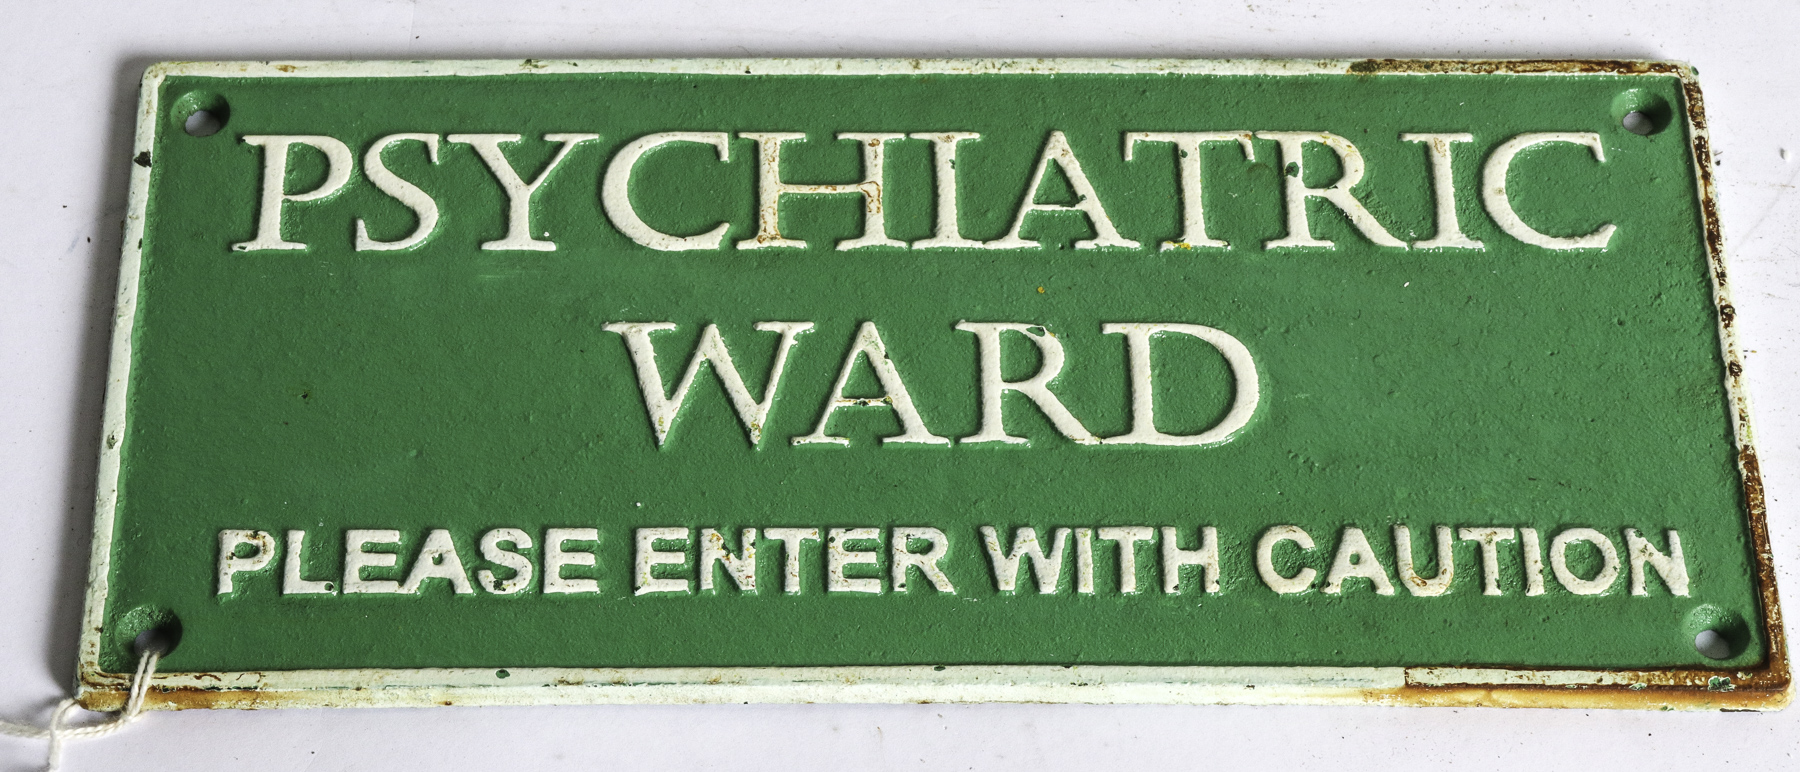 PSYCHIATRIC
WARD
PLEASE ENTER WITH CAUTION